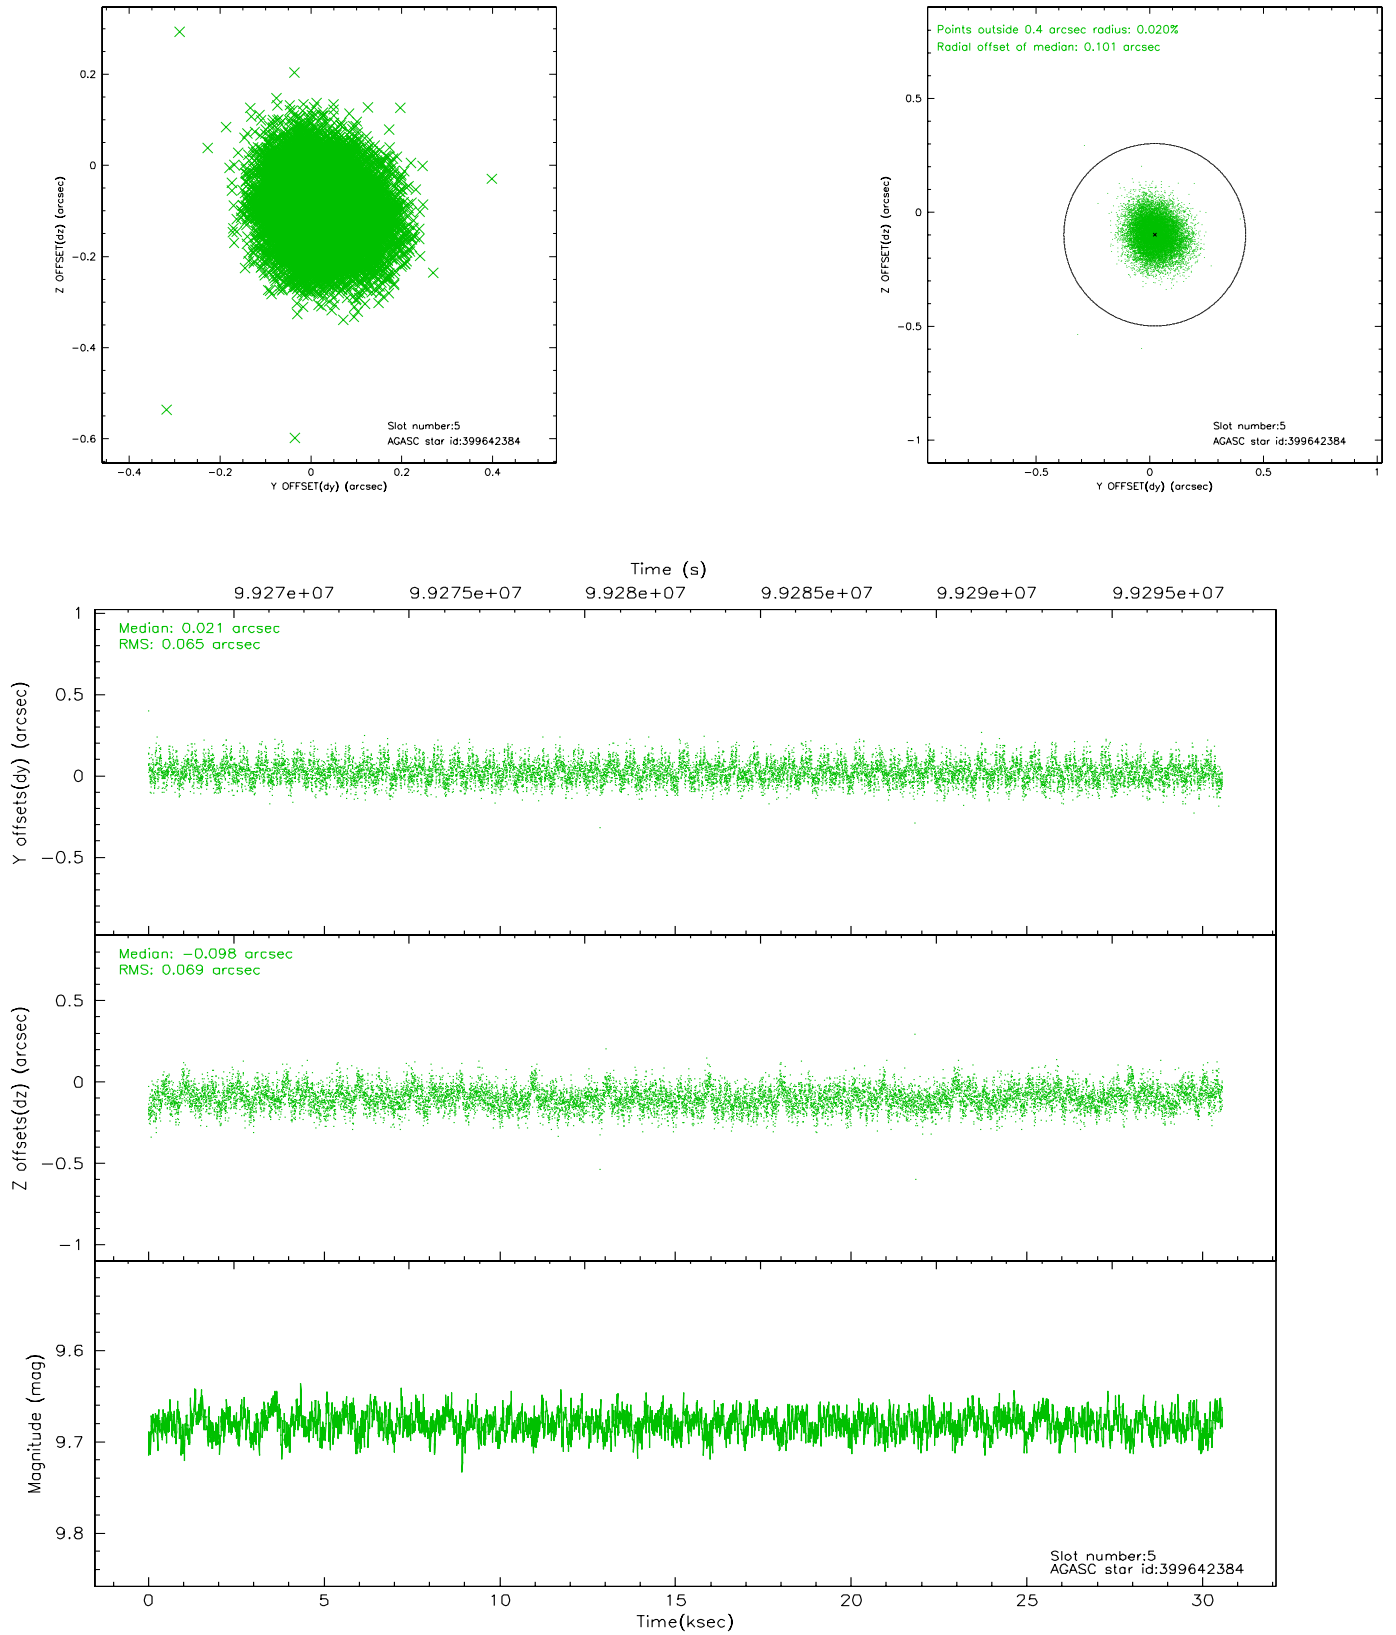 0.2
0
−0.2
−0.4
−0.6
Z OFFSET(dz) (arcsec)
Slot number:5
AGASC star id:399642384
−0.4 −0.2 0 0.2 0.4
Y OFFSET(dy) (arcsec)
Points outside 0.4 arcsec radius: 0.020%
Radial offset of median: 0.101 arcsec
0.5
0
−0.5
−1
Z OFFSET(dz) (arcsec)
Slot number:5
AGASC star id:399642384
−0.5 0 0.5 1
Y OFFSET(dy) (arcsec)
Time (s)
9.927e+07 9.9275e+07 9.928e+07 9.9285e+07 9.929e+07 9.9295e+07
Median: 0.021 arcsec
RMS: 0.065 arcsec
1
0.5
0
−0.5
Y offsets(dy) (arcsec)
Median: −0.098 arcsec
RMS: 0.069 arcsec
0.5
0
−0.5
−1
Z offsets(dz) (arcsec)
9.6
9.7
9.8
Magnitude (mag)
Slot number:5
AGASC star id:399642384
0 5 10 15 20 25 30
Time(ksec)